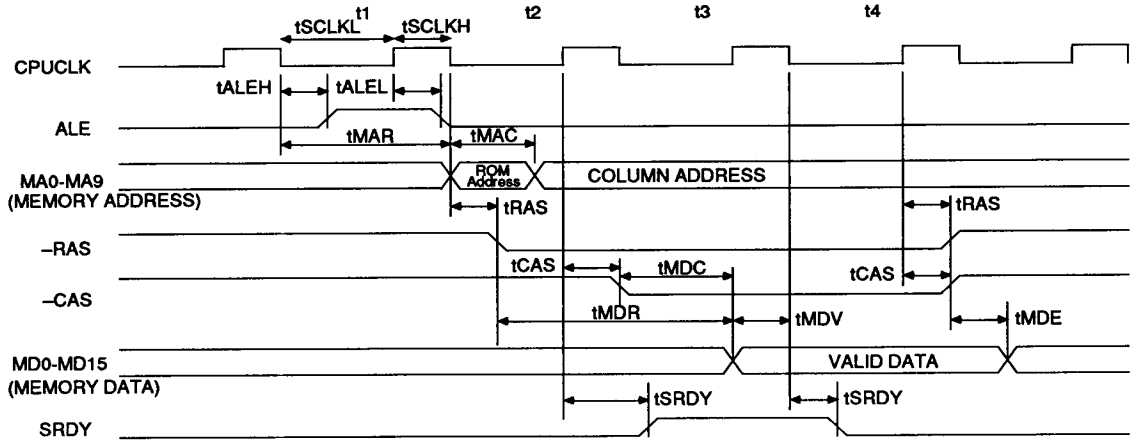 t1 t2 t3 t4
tSCLKL tSCLKH
CPUCLK
tALEH tALEL
ALE
tMAR tMAC
MA0-MA9
(MEMORY ADDRESS)
ROM
Address
COLUMN ADDRESS
tRAS tRAS
–RAS
tCAS tMDC tCAS
–CAS
tMDR tMDV tMDE
MD0-MD15
(MEMORY DATA)
VALID DATA
tSRDY tSRDY
SRDY